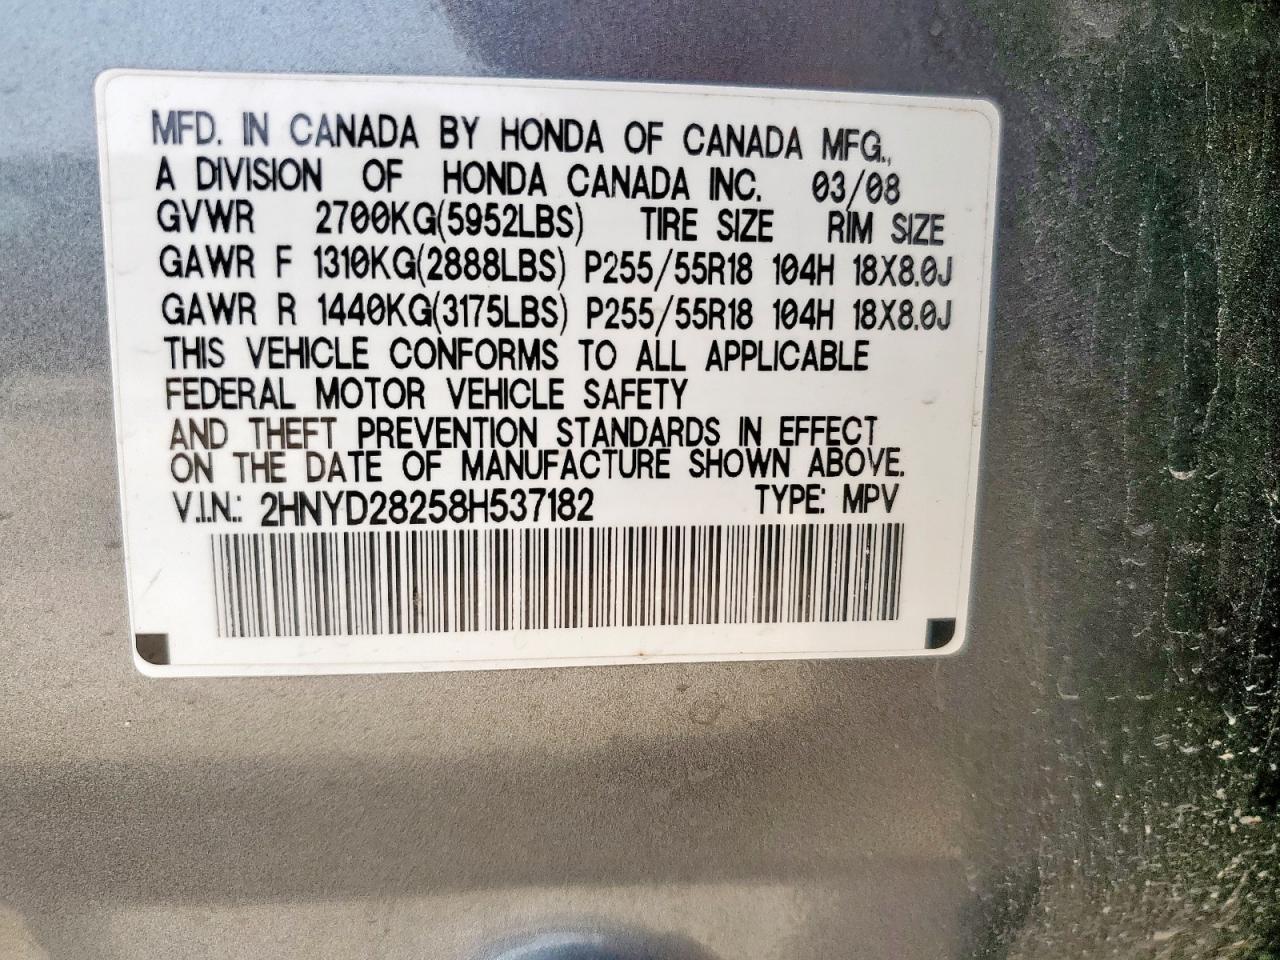 MFD. IN CANADA BY HONDA OF CANADA MFG.,
A DIVISION OF HONDA CANADA INC. 03/08
GVWR 2700KG(5952LBS) TIRE SIZE RIM SIZE
GAWR F 1310KG(2888LBS) P255/55R18 104H 18X8.0J
GAWR R 1440KG(3175LBS) P255/55R18 104H 18X8.0J
THIS VEHICLE CONFORMS TO ALL APPLICABLE
FEDERAL MOTOR VEHICLE SAFETY
AND THEFT PREVENTION STANDARDS IN EFFECT
ON THE DATE OF MANUFACTURE SHOWN ABOVE.
V.I.N.: 2HNYD28258H537182 TYPE: MPV